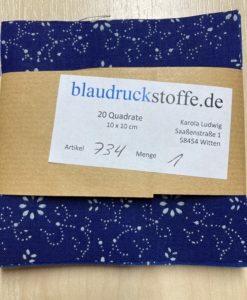 blaudruckstoffe.de
20 Quadrate
10 x 10 cm
Karola Ludwig
Saaßenstraße 1
58454 Witten
Artikel 734 Menge 1